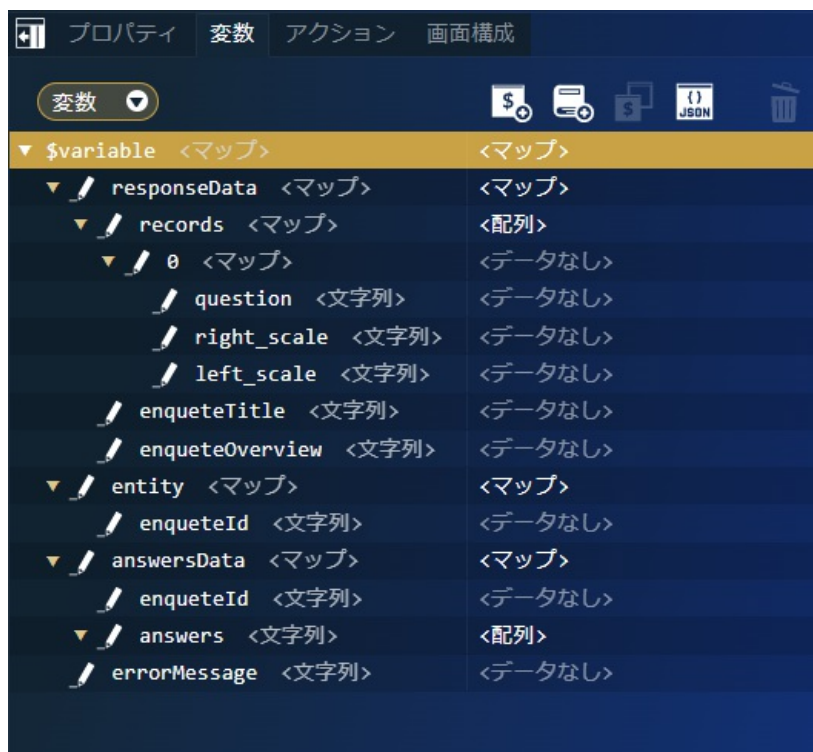 プロパティ 変数 アクション 画面構成
変数 $ $ {} JSON
$variable <マップ> <マップ>
responseData <マップ> <マップ>
records <マップ> <配列>
0 <マップ> <データなし>
question <文字列> <データなし>
right_scale <文字列> <データなし>
left_scale <文字列> <データなし>
enqueteTitle <文字列> <データなし>
enqueteOverview <文字列> <データなし>
entity <マップ> <マップ>
enqueteId <文字列> <データなし>
answersData <マップ> <マップ>
enqueteId <文字列> <データなし>
answers <文字列> <配列>
errorMessage <文字列> <データなし>